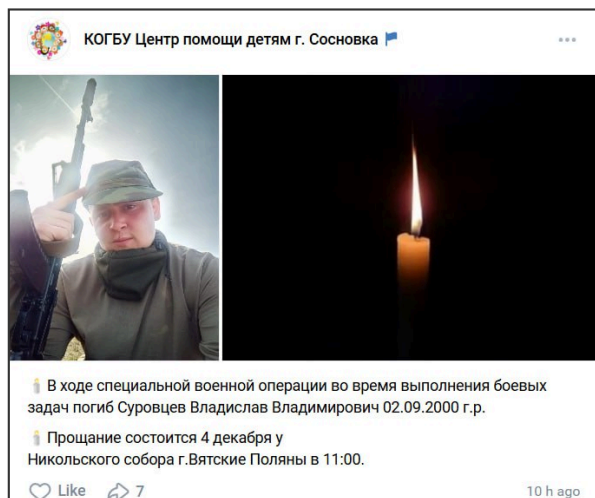 КОГБУ Центр помощи детям г. Сосновка
В ходе специальной военной операции во время выполнения боевых
задач погиб Суровцев Владислав Владимирович 02.09.2000 г.р.
Прощание состоится 4 декабря у
Никольского собора г.Вятские Поляны в 11:00.
Like 7 10 h ago